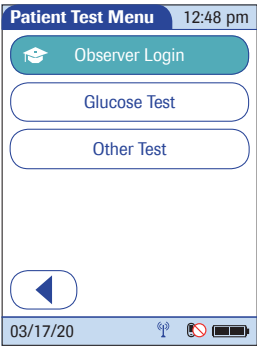 Patient Test Menu 12:48 pm
Observer Login
Glucose Test
Other Test
03/17/20